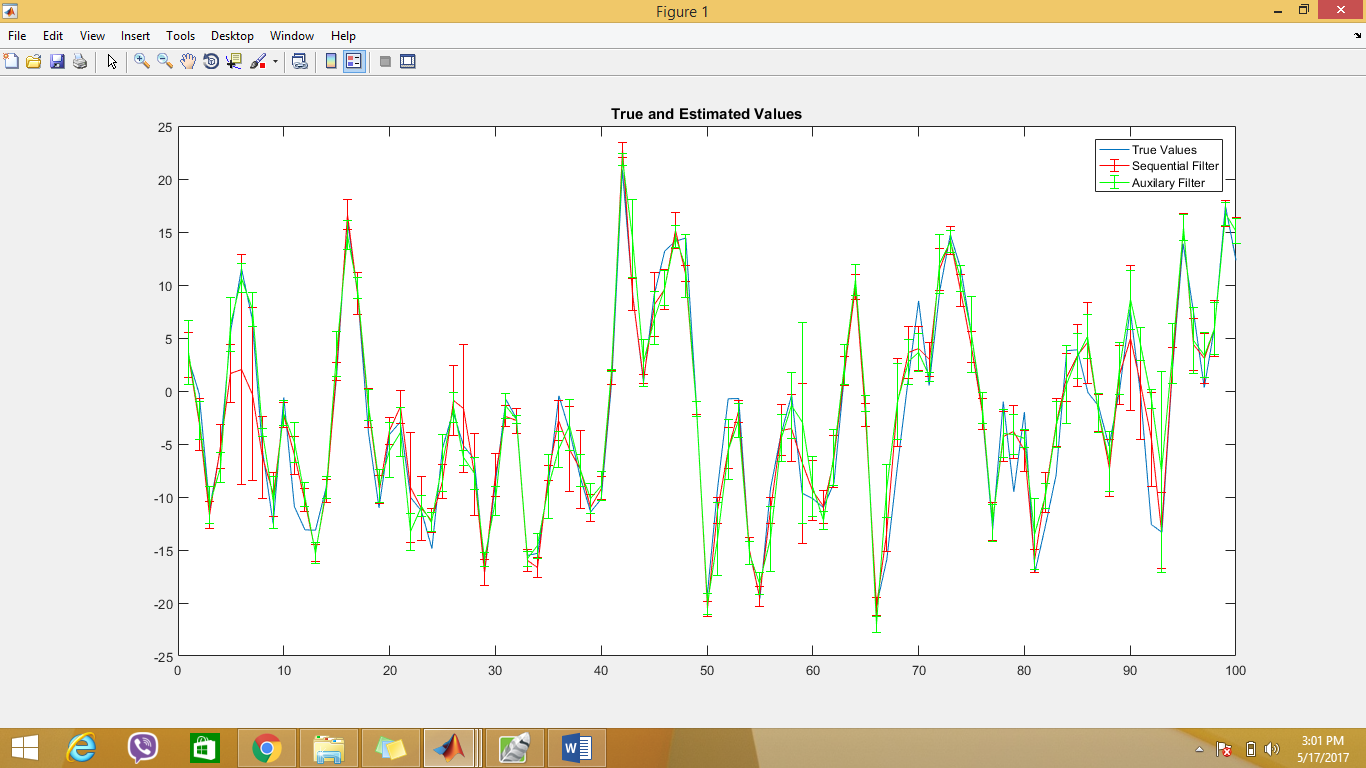 Figure 1
File Edit View Insert Tools Desktop Window Help
True and Estimated Values
25
20
15
10
5
0
-5
-10
-15
-20
-25
0 10 20 30 40 50 60 70 80 90 100
True Values
Sequential Filter
Auxilary Filter
3:01 PM
5/17/2017